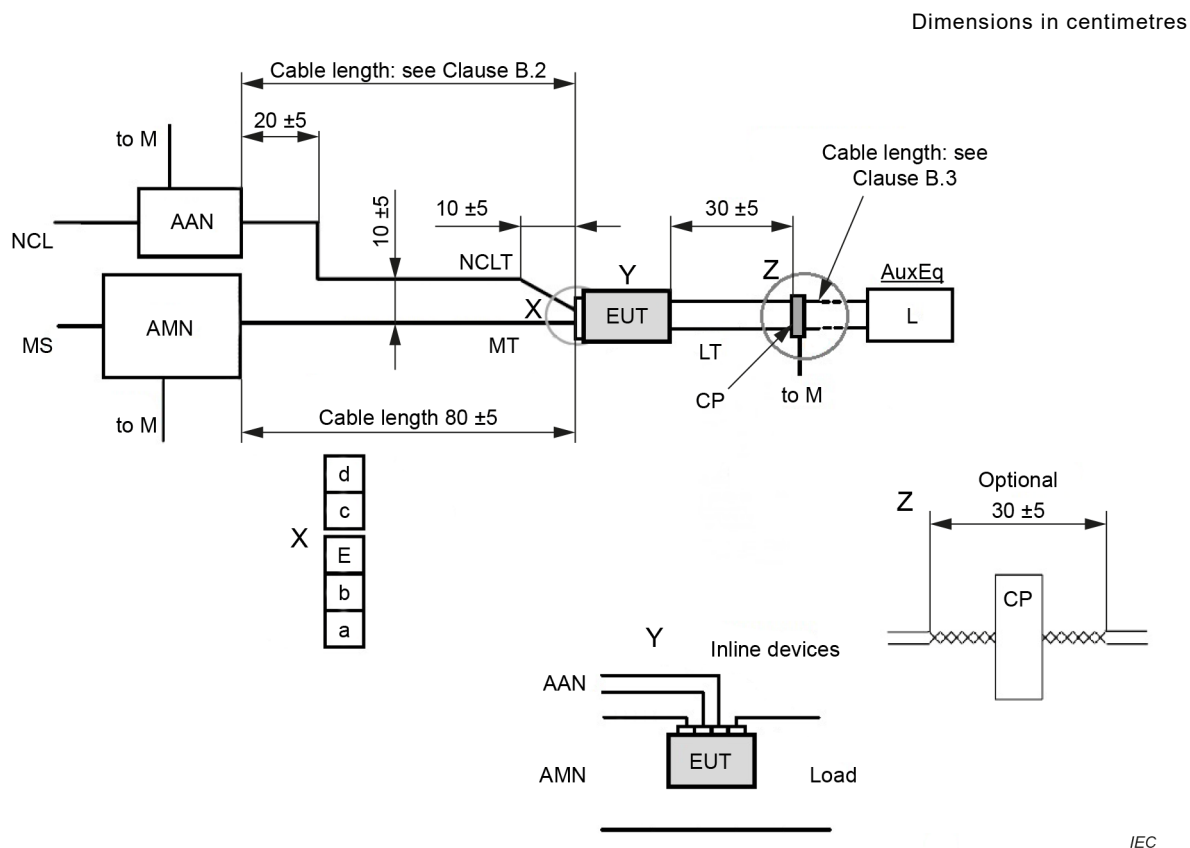 Dimensions in centimetres
Cable length: see Clause B.2
20 ±5
to M
Cable length: see
Clause B.3
AAN
10 ±5
10 ±5
30 ±5
NCL
NCLT
Y
Z
AuxEq
X
EUT
L
AMN
MS
MT
LT
CP
to M
to M
Cable length 80 ±5
d
c
X
E
b
a
Optional
Z
30 ±5
CP
Y
Inline devices
AAN
EUT
AMN
Load
IEC